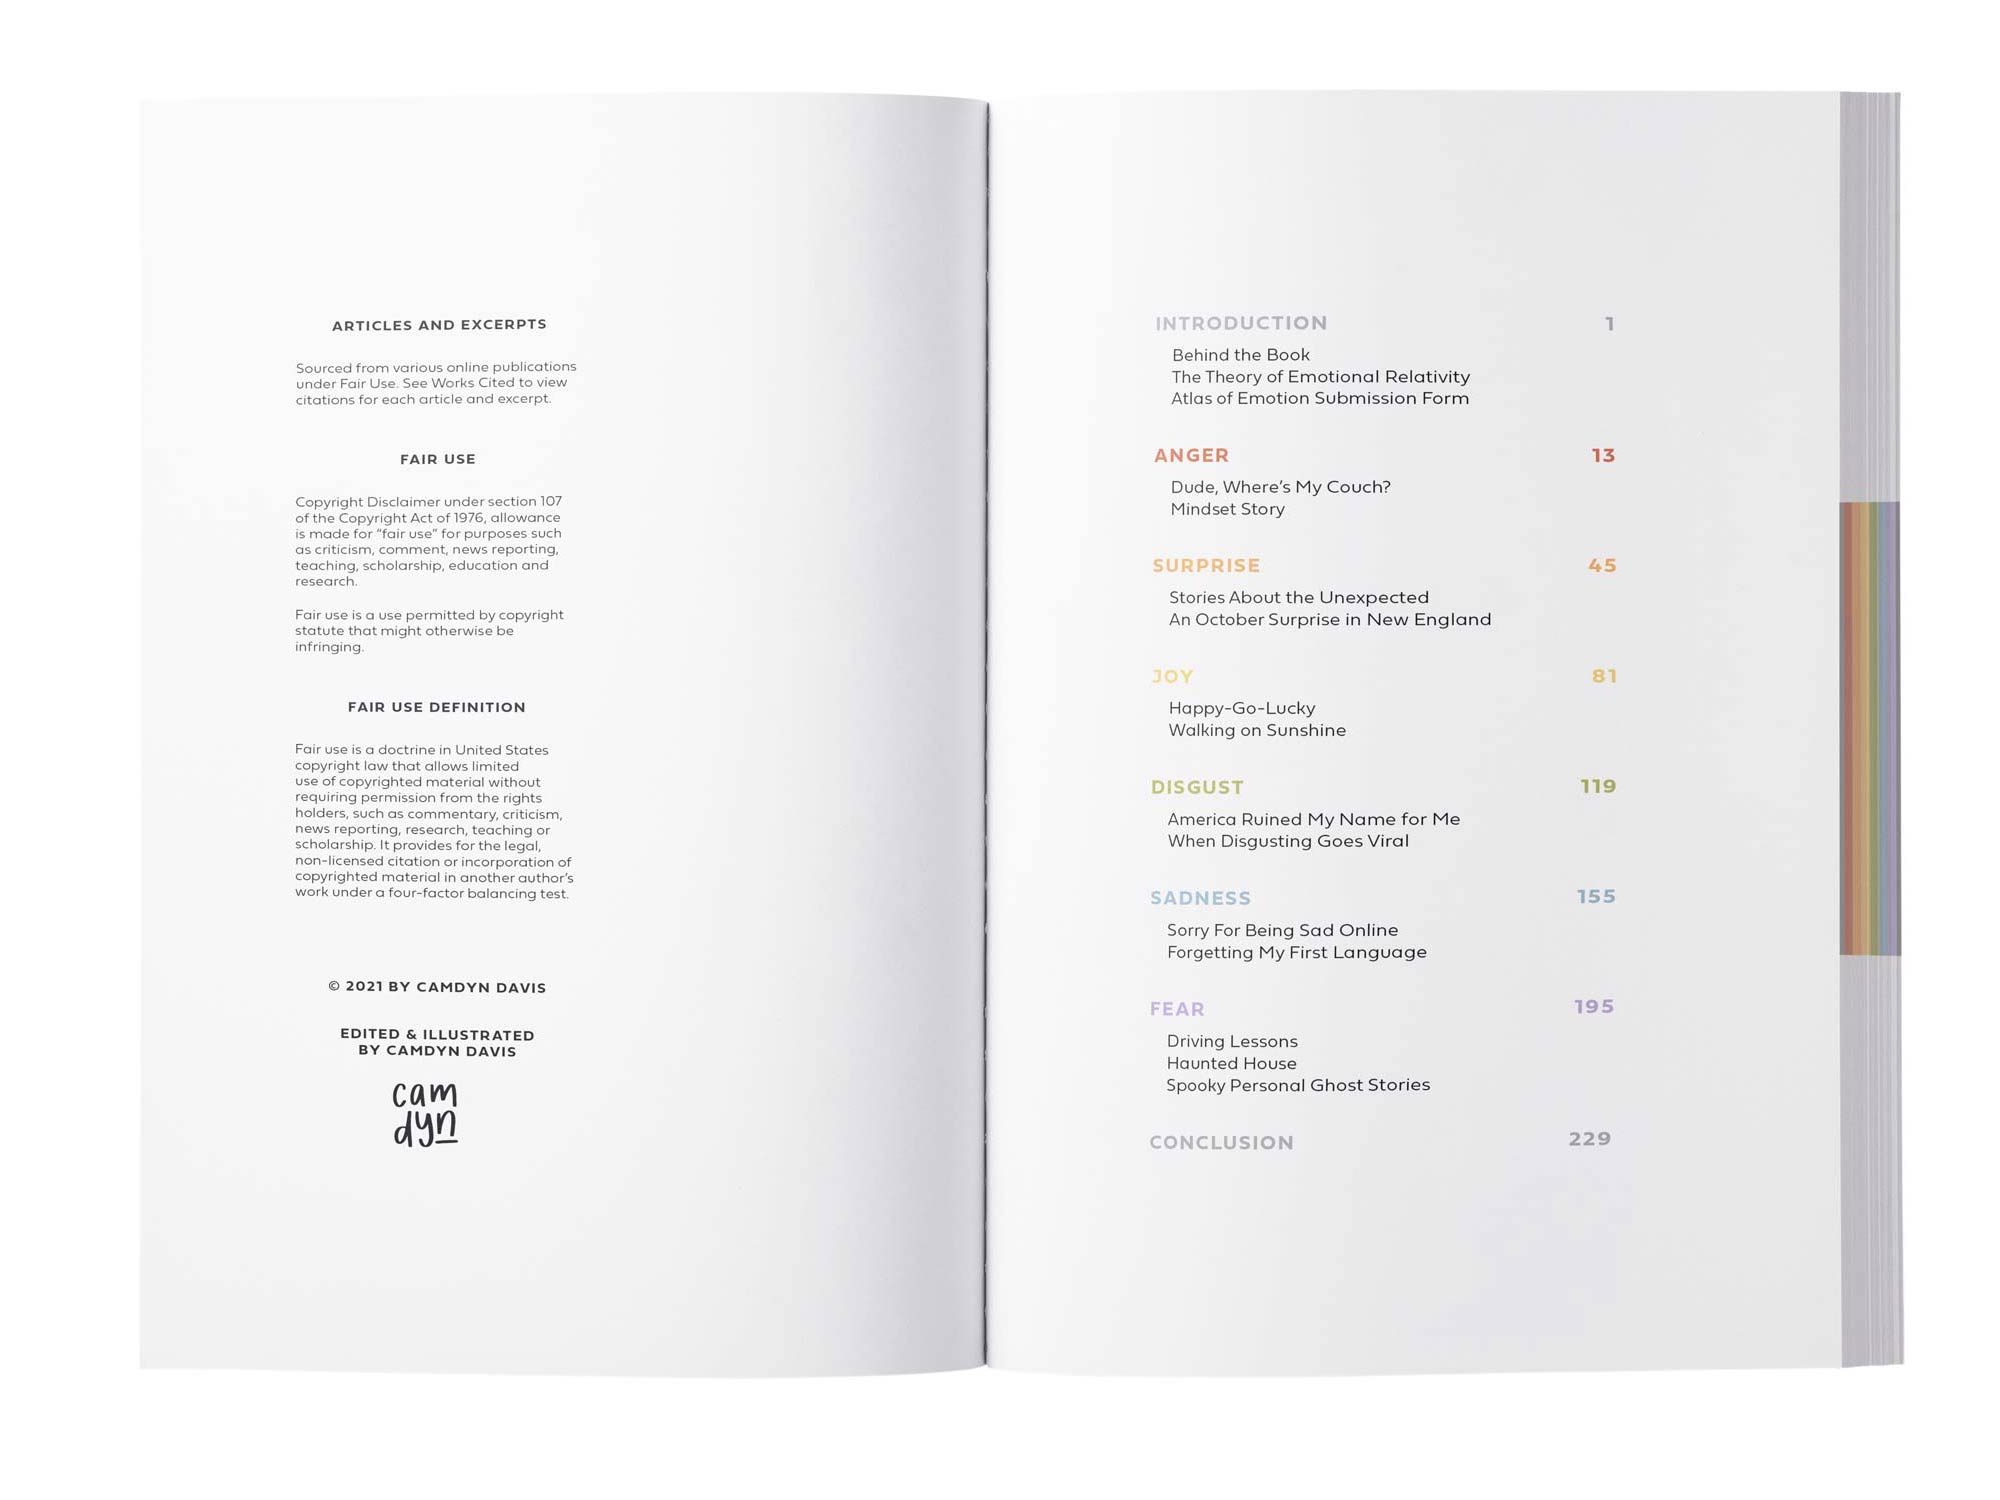 ARTICLES AND EXCERPTS
Sourced from various online publications
under Fair Use. See Works Cited to view
citations for each article and excerpt.
FAIR USE
Copyright Disclaimer under section 107
of the Copyright Act of 1976, allowance
is made for “fair use” for purposes such
as criticism, comment, news reporting,
teaching, scholarship, education and
research.
Fair use is a use permitted by copyright
statute that might otherwise be
infringing.
FAIR USE DEFINITION
Fair use is a doctrine in United States
copyright law that allows limited
use of copyrighted material without
requiring permission from the rights
holders, such as commentary, criticism,
news reporting, research, teaching or
scholarship. It provides for the legal,
non-licensed citation or incorporation of
copyrighted material in another author’s
work under a four-factor balancing test.
© 2021 BY CAMDYN DAVIS
EDITED & ILLUSTRATED
BY CAMDYN DAVIS
cam
dyn
INTRODUCTION 1
Behind the Book
The Theory of Emotional Relativity
Atlas of Emotion Submission Form
ANGER 13
Dude, Where’s My Couch?
Mindset Story
SURPRISE 45
Stories About the Unexpected
An October Surprise in New England
JOY 81
Happy-Go-Lucky
Walking on Sunshine
DISGUST 119
America Ruined My Name for Me
When Disgusting Goes Viral
SADNESS 155
Sorry For Being Sad Online
Forgetting My First Language
FEAR 195
Driving Lessons
Haunted House
Spooky Personal Ghost Stories
CONCLUSION 229